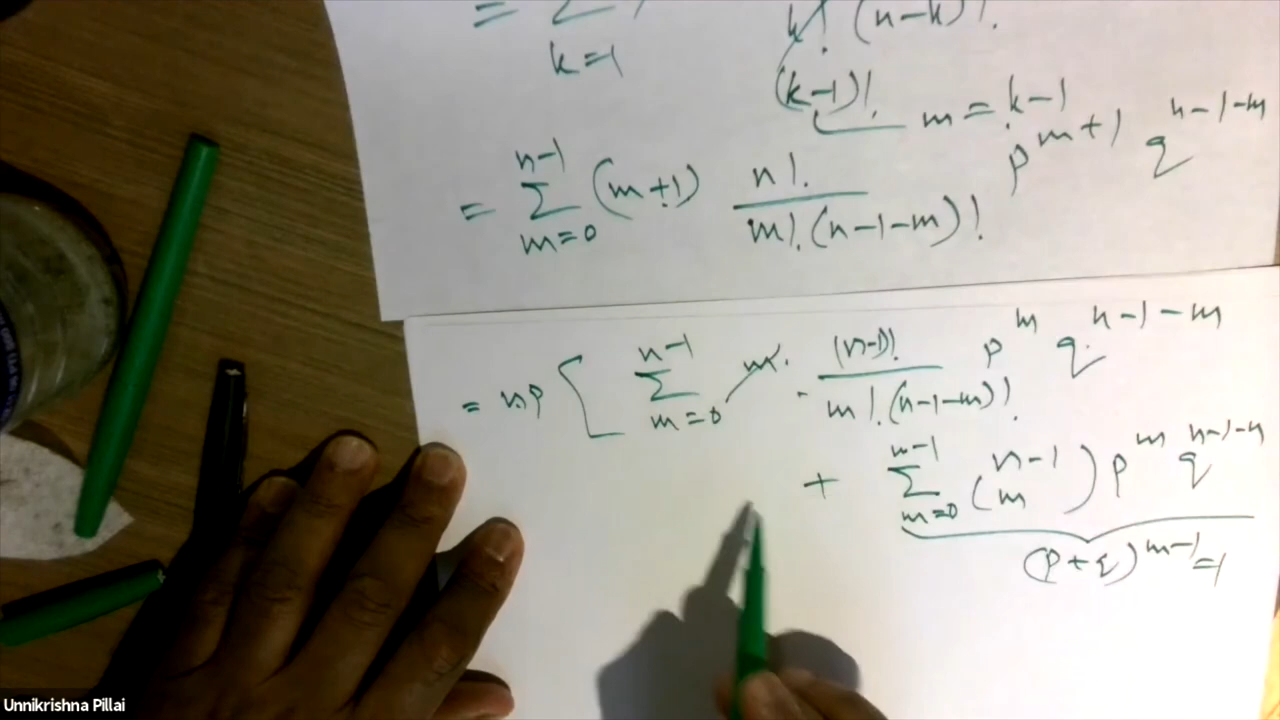 = Σ k=1 k! (n-k)!
(k-1)! m = k-1
= Σ_{m=0}^{n-1} (m+1) n! / m! (n-1-m)! p^{m+1} q^{n-1-m}
= np [ Σ_{m=0}^{n-1} m. (n-1)! / m! (n-1-m)! p^m q^{n-1-m}
+ Σ_{m=0}^{n-1} (n-1 m) p^m q^{n-1-m}
(p+q)^{m-1} = 1
Unnikrishna Pillai